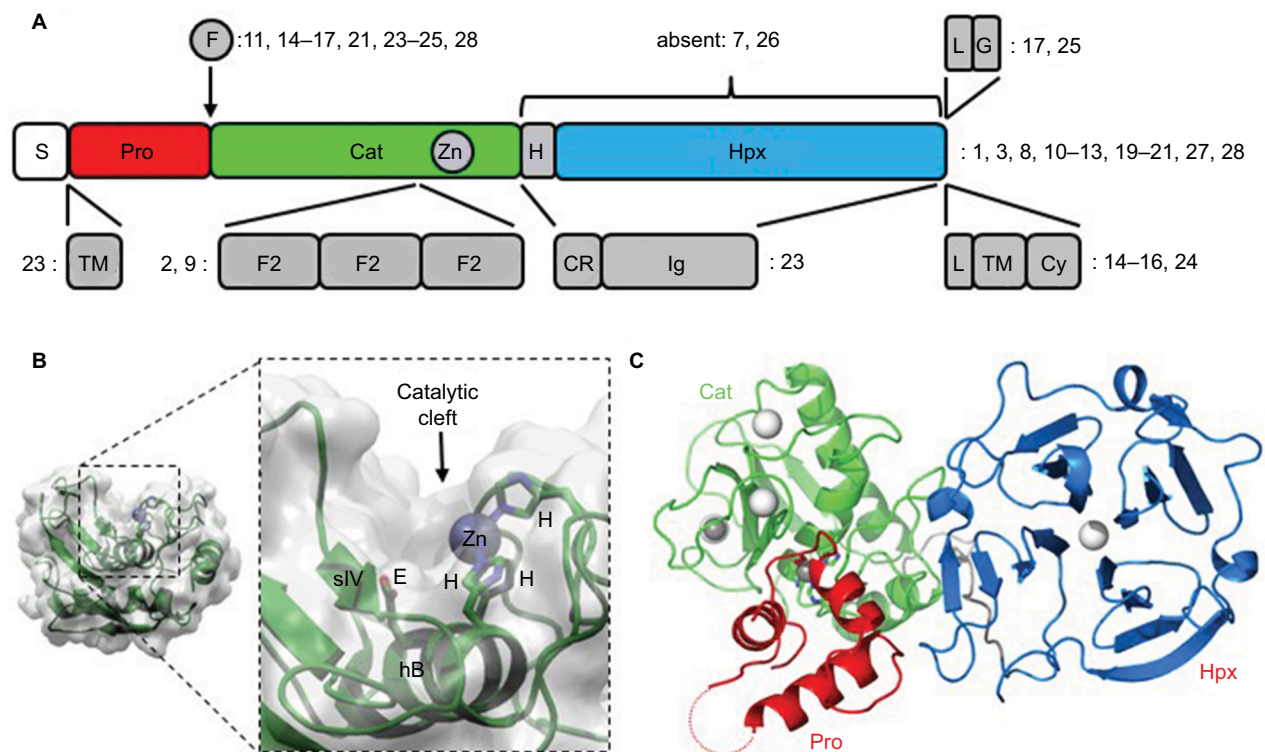 A
F :11, 14–17, 21, 23–25, 28
absent: 7, 26
L G : 17, 25
S Pro Cat Zn H Hpx : 1, 3, 8, 10–13, 19–21, 27, 28
23 : TM
2, 9 : F2 F2 F2
CR Ig : 23
L TM Cy : 14–16, 24
B
Catalytic
cleft
H
Zn
H H
sIV E
hB
C
Cat
Hpx
Pro